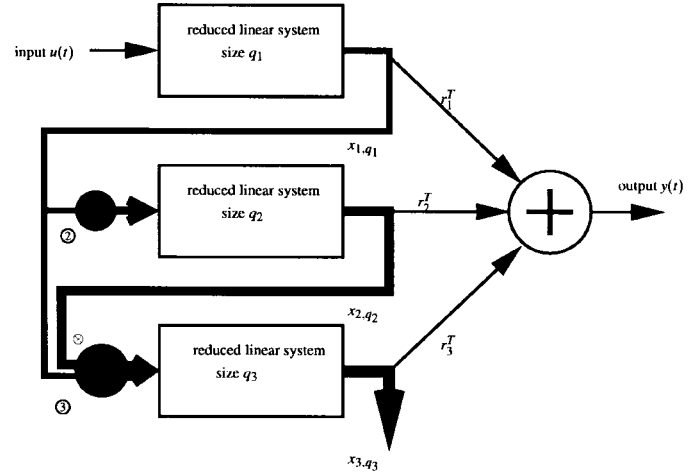 reduced linear system
size q₁
input u(t)
r₁ᵀ
x₁,q₁
reduced linear system
size q₂
r₂ᵀ
output y(t)
②
x₂,q₂
⊗
reduced linear system
size q₃
r₃ᵀ
③
x₃,q₃